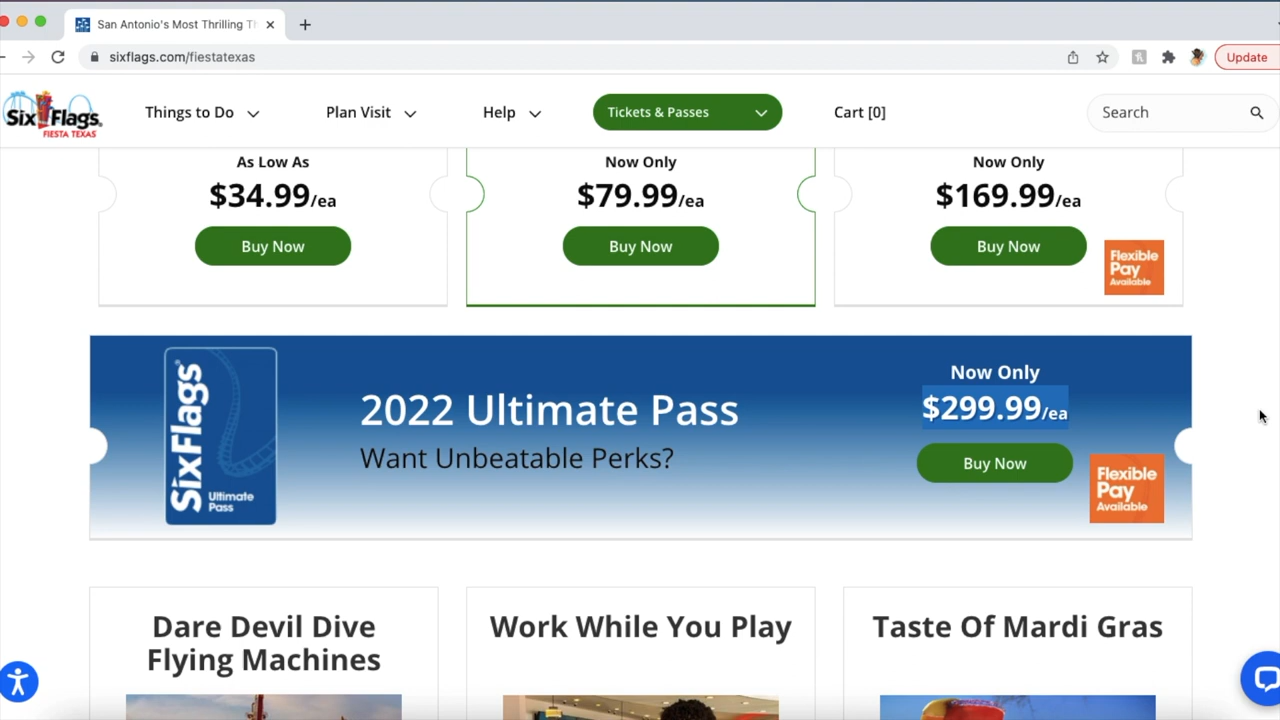 San Antonio's Most Thrilling Th
sixflags.com/fiestatexas
Update
Six Flags
FIESTA TEXAS
Things to Do
Plan Visit
Help
Tickets & Passes
Cart [0]
Search
As Low As
$34.99/ea
Buy Now
Now Only
$79.99/ea
Buy Now
Now Only
$169.99/ea
Buy Now
Flexible
Pay
Available
SixFlags
Ultimate
Pass
2022 Ultimate Pass
Want Unbeatable Perks?
Now Only
$299.99/ea
Buy Now
Flexible
Pay
Available
Dare Devil Dive
Flying Machines
Work While You Play
Taste Of Mardi Gras